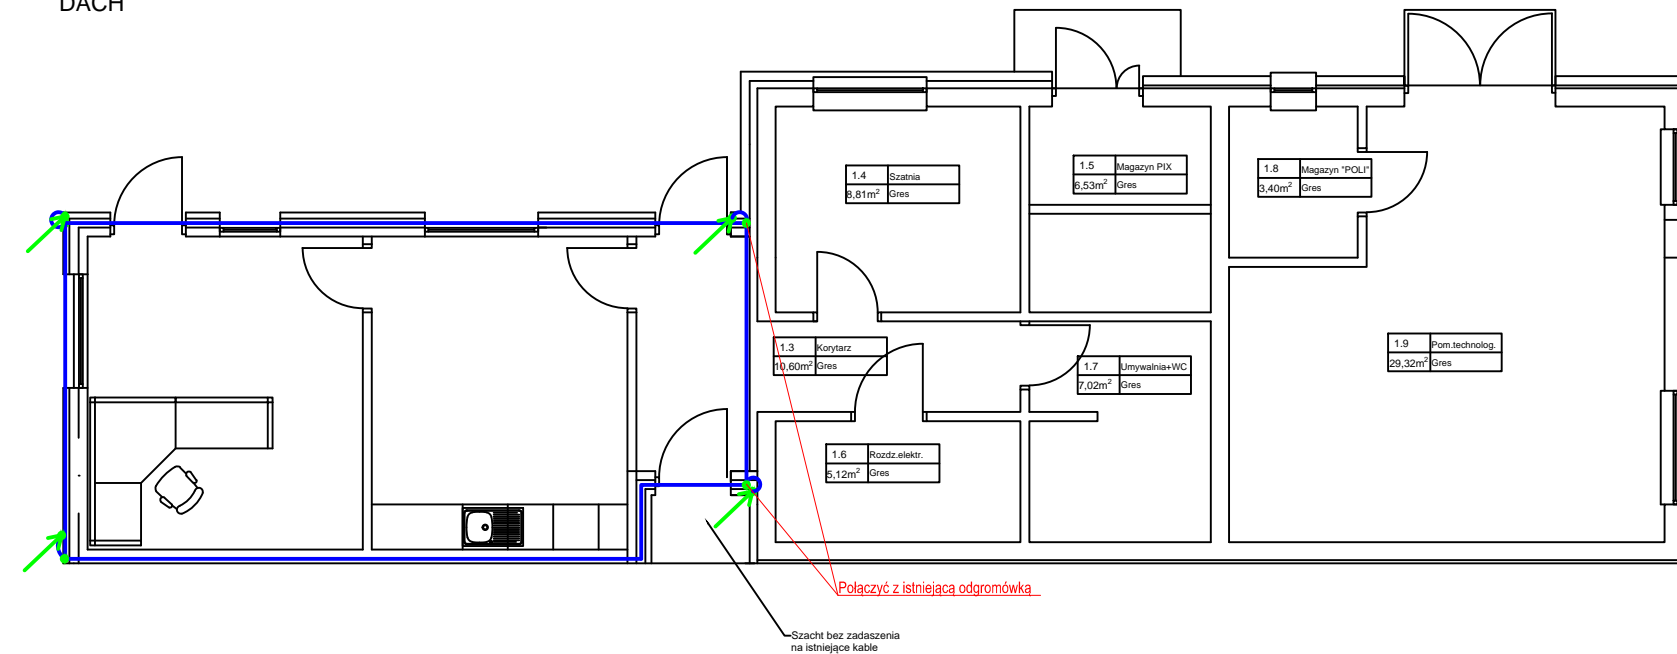 DACH
1.4 Szatnia
8,81m² Gres
1.5 Magazyn PIX
6,53m² Gres
1.8 Magazyn "POLI"
3,40m² Gres
1.3 Korytarz
10,60m² Gres
1.7 Umywalnia+WC
7,02m² Gres
1.9 Pom.technolog.
29,32m² Gres
1.6 Rozdz.elektr.
5,12m² Gres
Połączyć z istniejącą odgromówką
Szacht bez zadaszenia
na istniejące kable